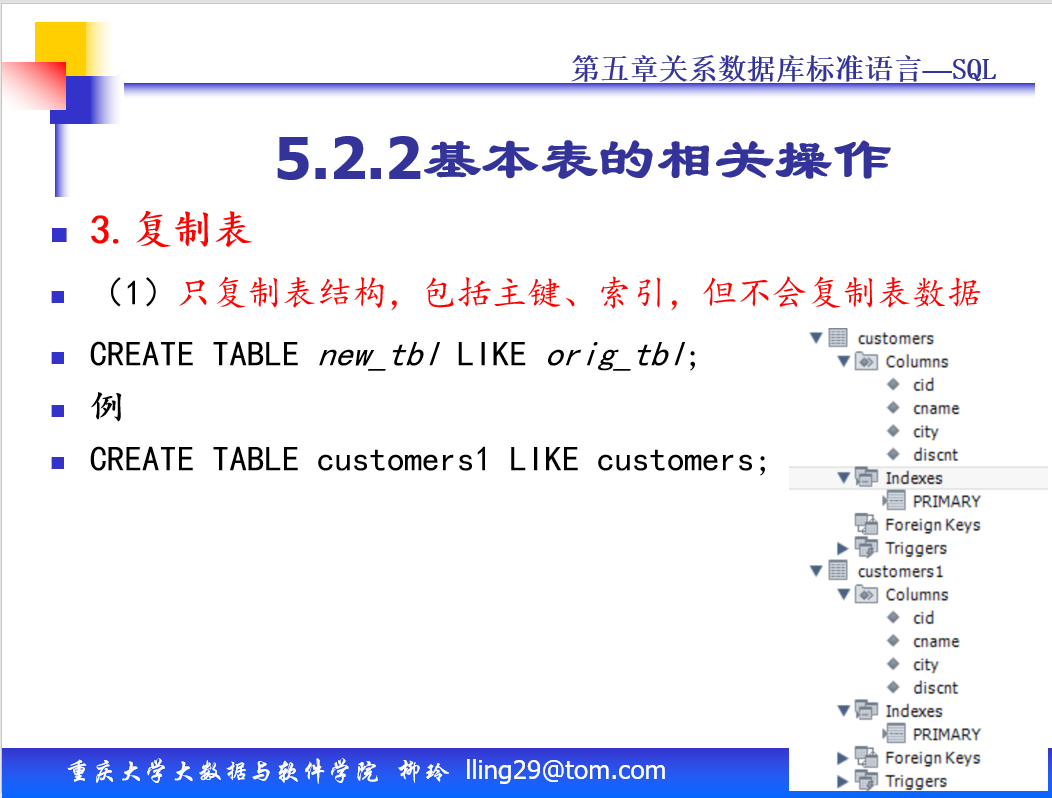 第五章关系数据库标准语言—SQL
5.2.2基本表的相关操作
3. 复制表
（1）只复制表结构，包括主键、索引，但不会复制表数据
CREATE TABLE new_tbl LIKE orig_tbl;
例
CREATE TABLE customers1 LIKE customers;
customers
Columns
cid
cname
city
discnt
Indexes
PRIMARY
Foreign Keys
Triggers
customers1
Columns
cid
cname
city
discnt
Indexes
PRIMARY
Foreign Keys
Triggers
重庆大学大数据与软件学院 柳玲 lling29@tom.com